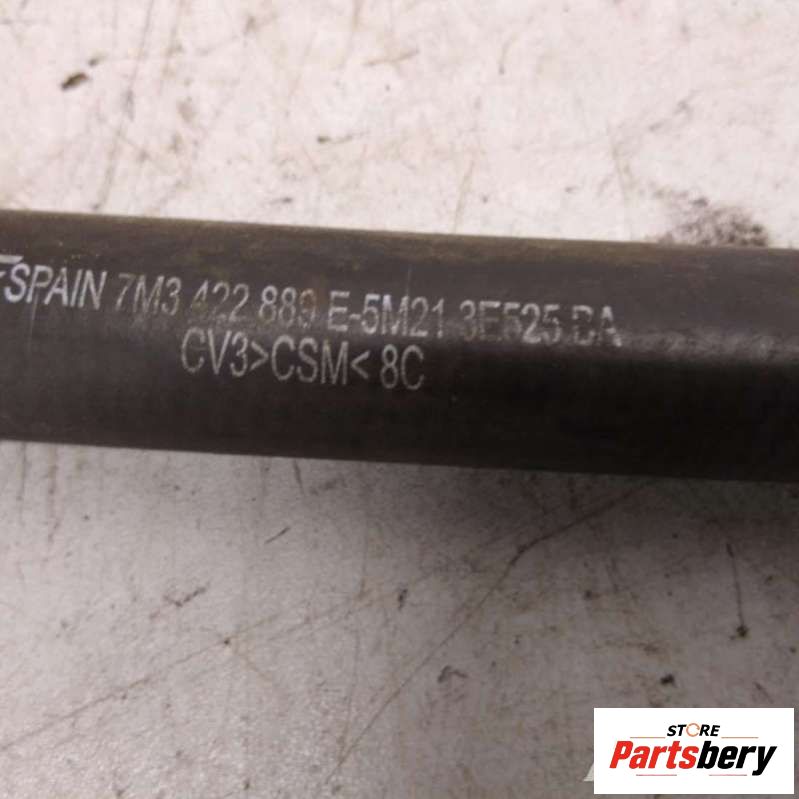 SPAIN 7M3 422 889 E-5M21 3E525 BA
CV3>CSM<8C
STORE
Partsbery